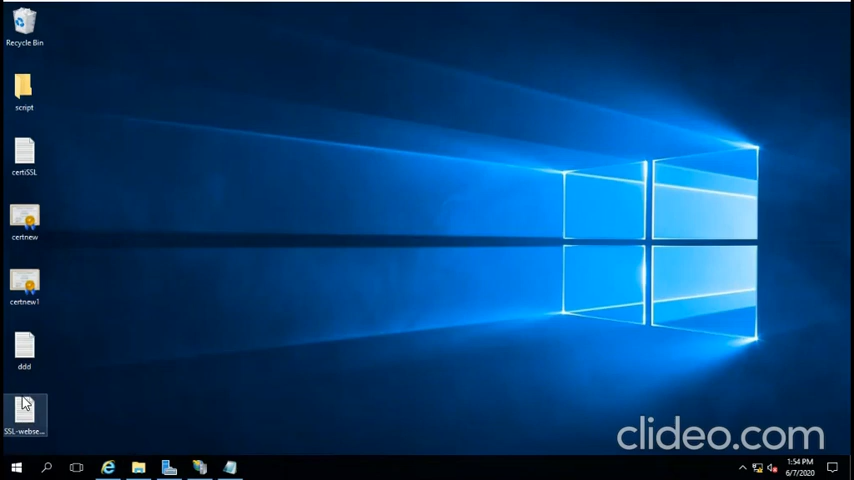 Recycle Bin
script
certiSSL
certnew
certnew1
ddd
SSL-webse...
clideo.com
1:54 PM
6/7/2020